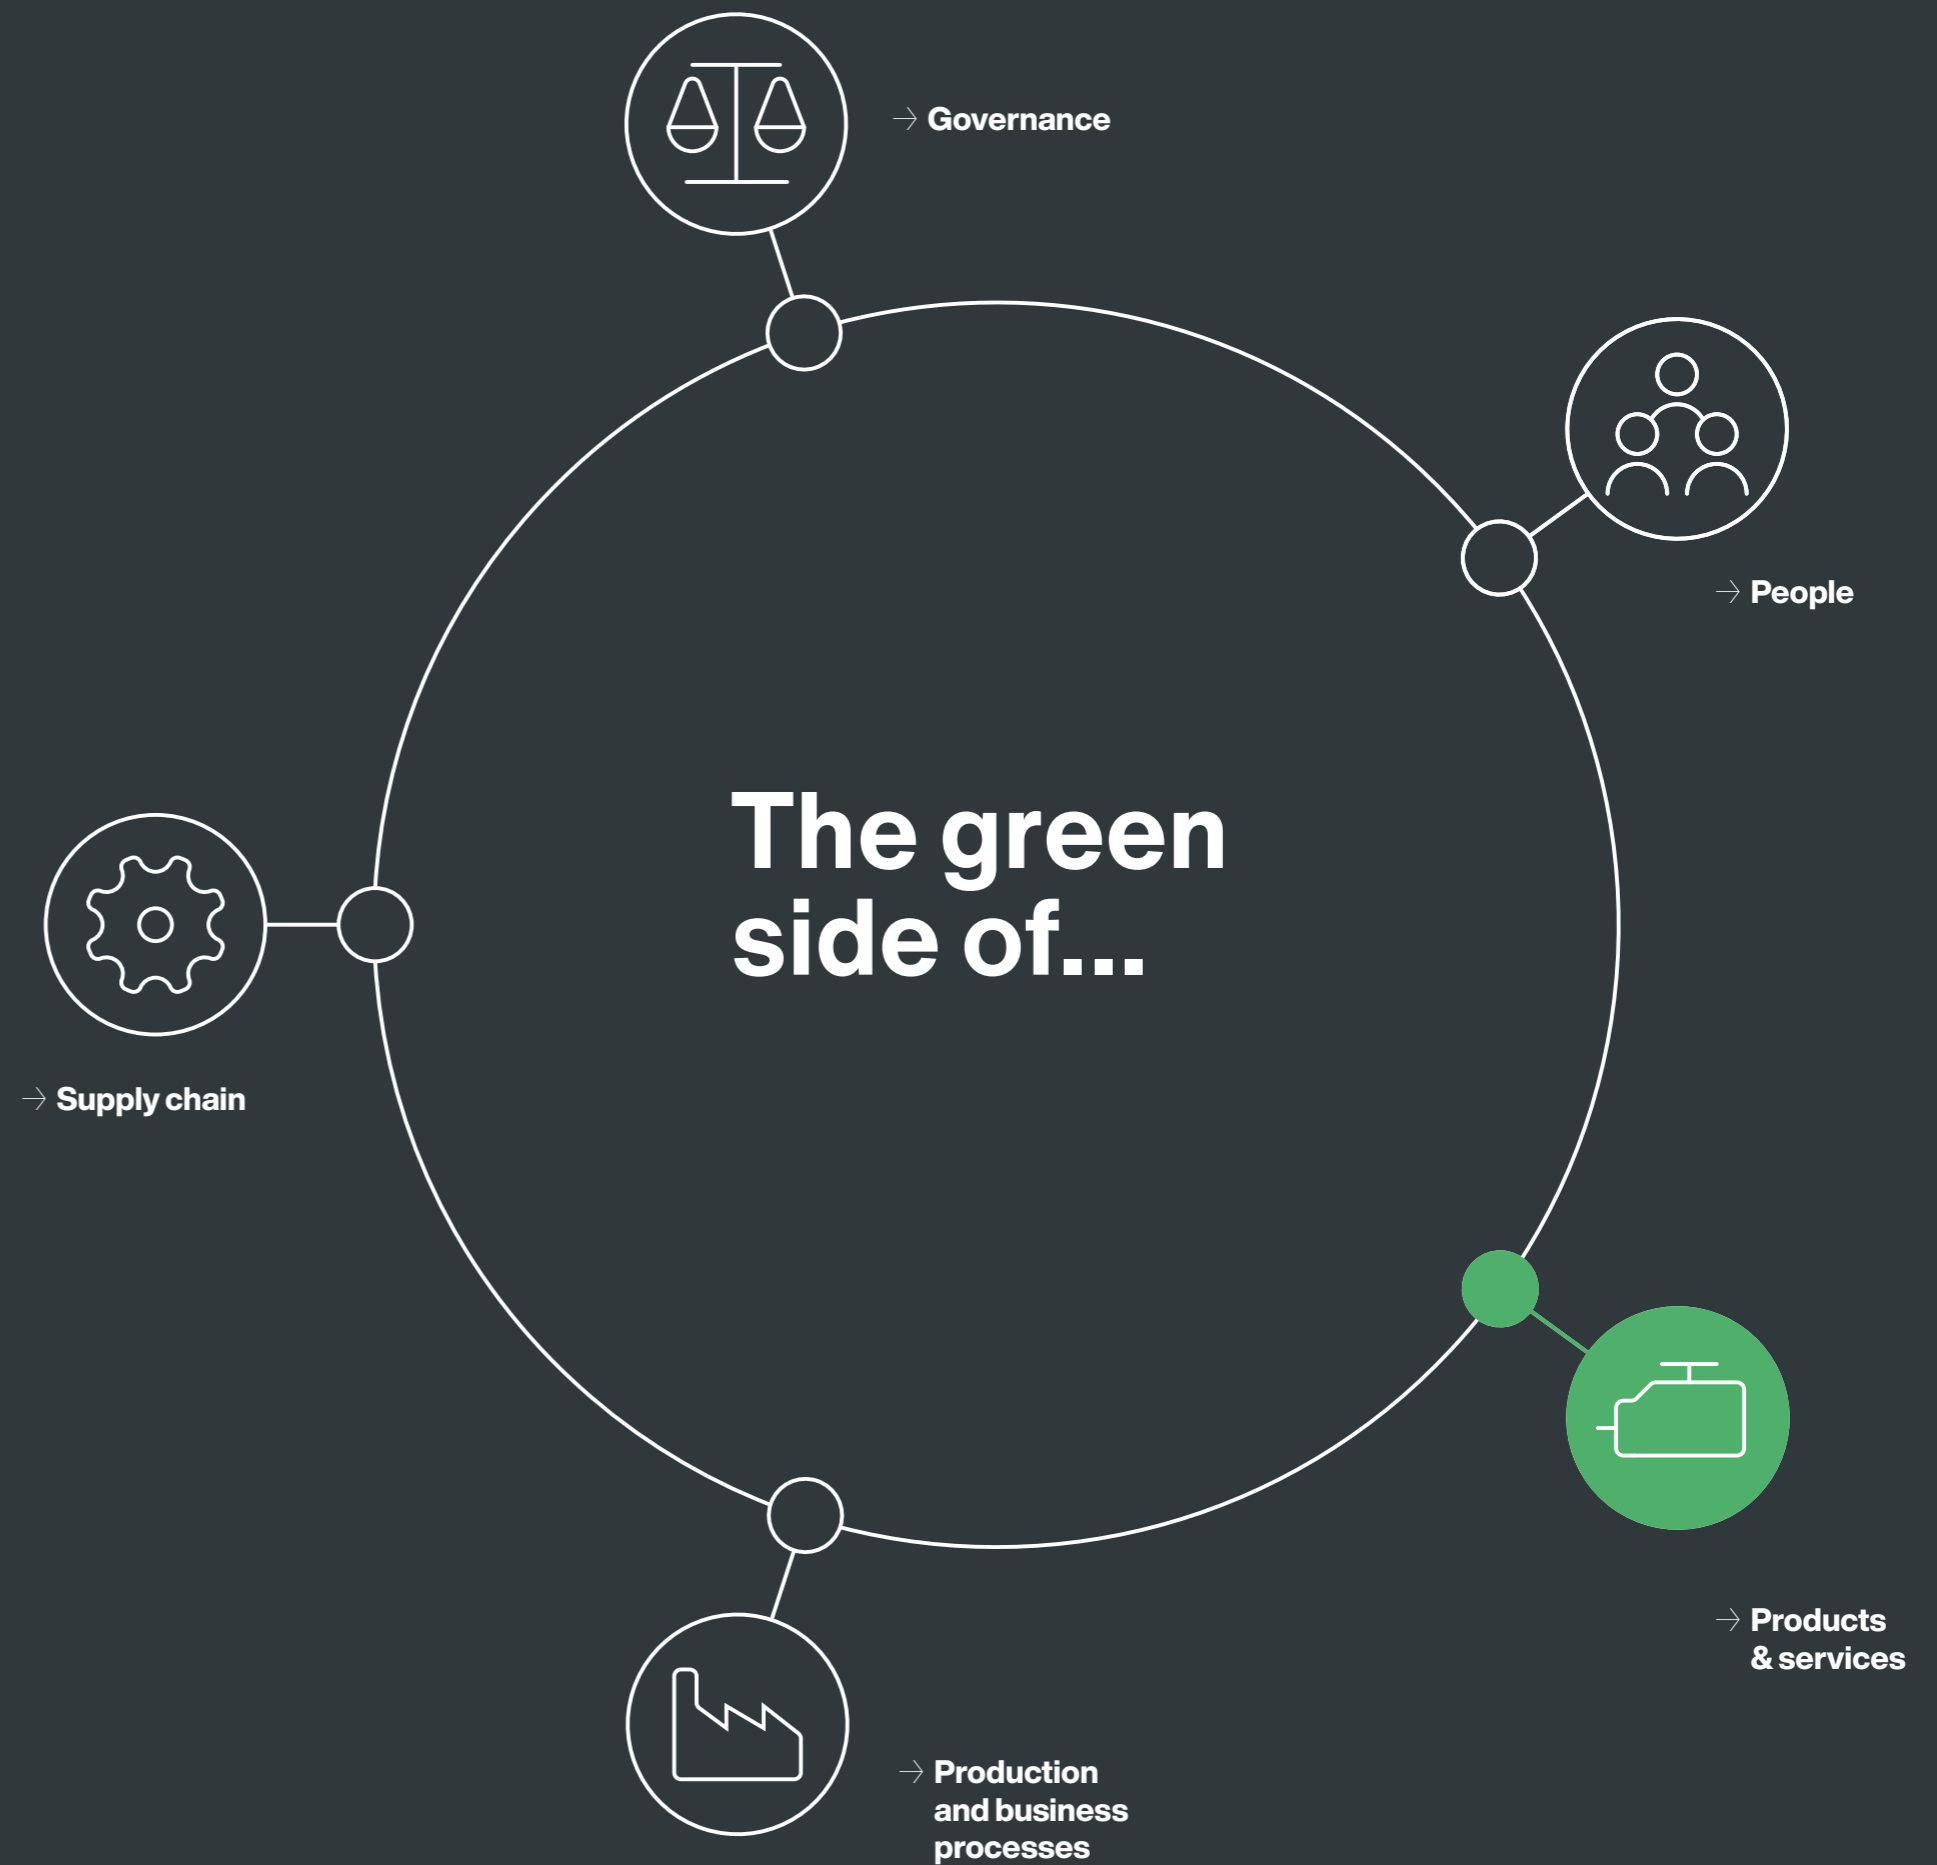 → Governance
→ People
The green
side of...
→ Supply chain
→ Products
& services
→ Production
and business
processes